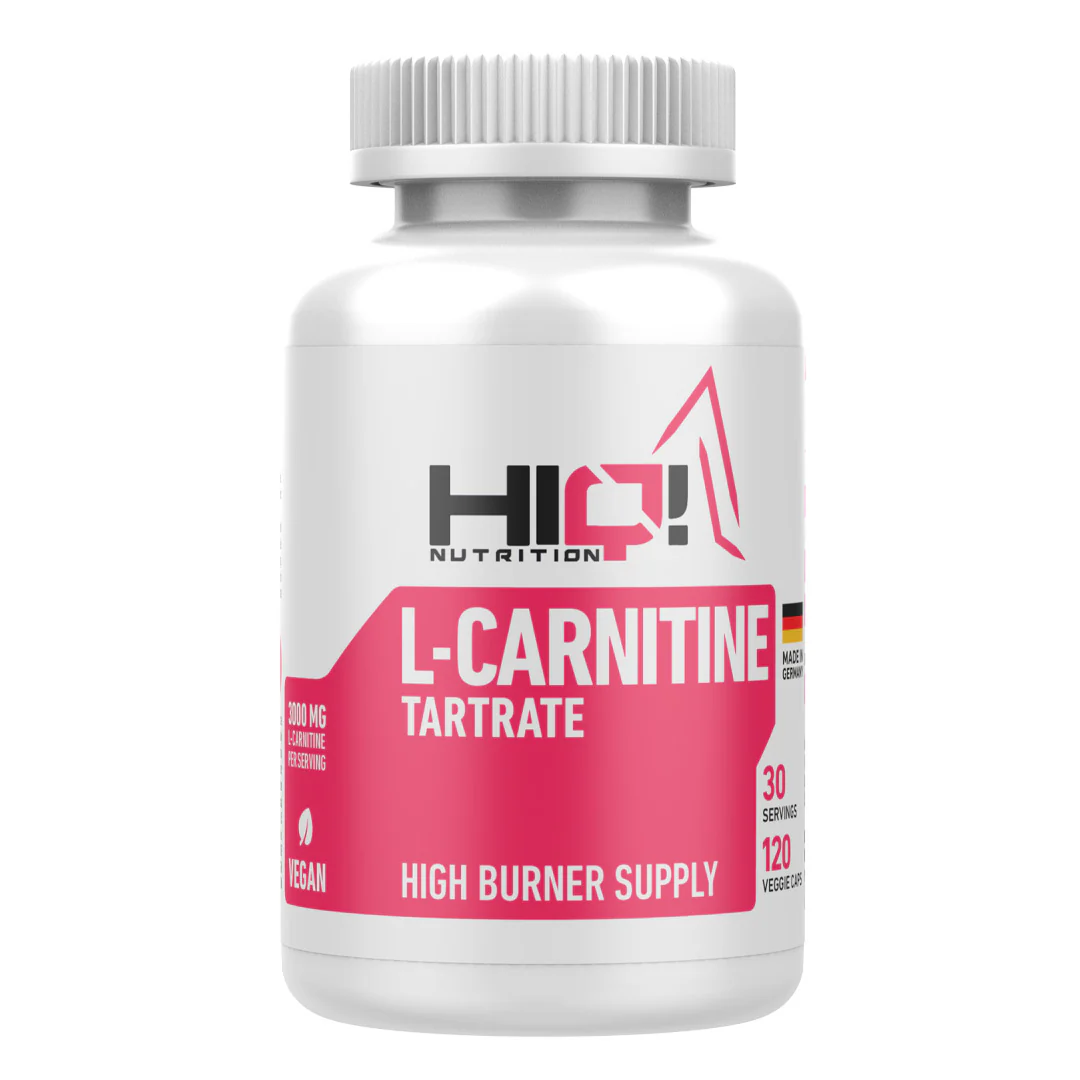 HIQ!
NUTRITION
L-CARNITINE
TARTRATE
MADE IN
GERMANY
3000 MG
L-CARNITINE
PER SERVING
30
SERVINGS
120
VEGGIE CAPS
VEGAN
HIGH BURNER SUPPLY